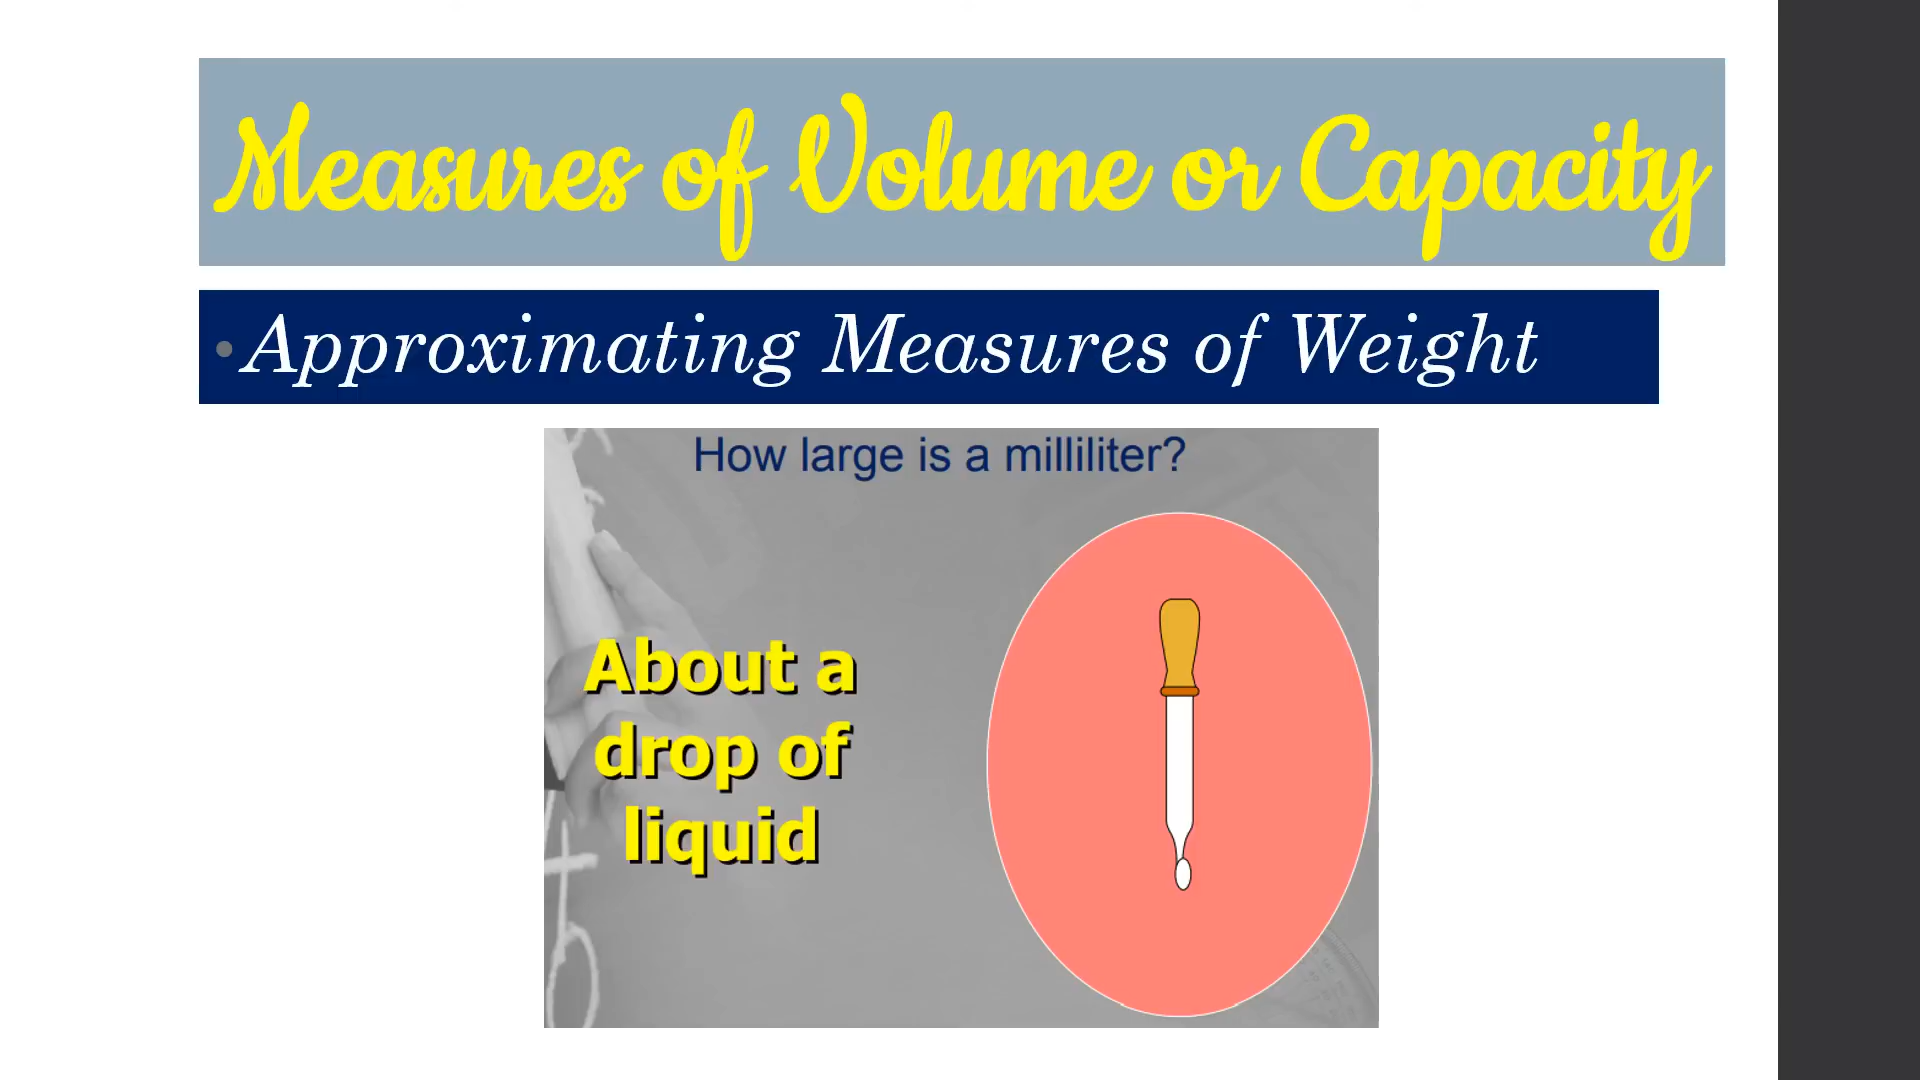 Measures of Volume or Capacity
•Approximating Measures of Weight
How large is a milliliter?
About a
drop of
liquid